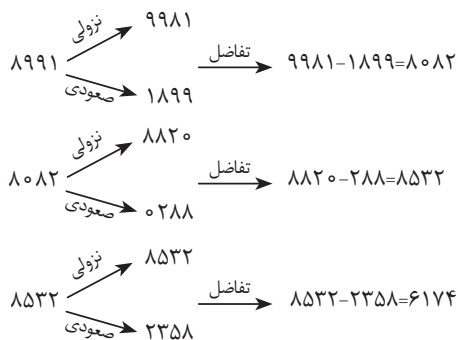 نزولی ۹۹۸۱
۸۹۹۱ تفاضل ۹۹۸۱-۱۸۹۹=۸۰۸۲
صعودی ۱۸۹۹
نزولی ۸۸۲۰
۸۰۸۲ تفاضل ۸۸۲۰-۲۸۸=۸۵۳۲
صعودی ۰۲۸۸
نزولی ۸۵۳۲
۸۵۳۲ تفاضل ۸۵۳۲-۲۳۵۸=۶۱۷۴
صعودی ۲۳۵۸